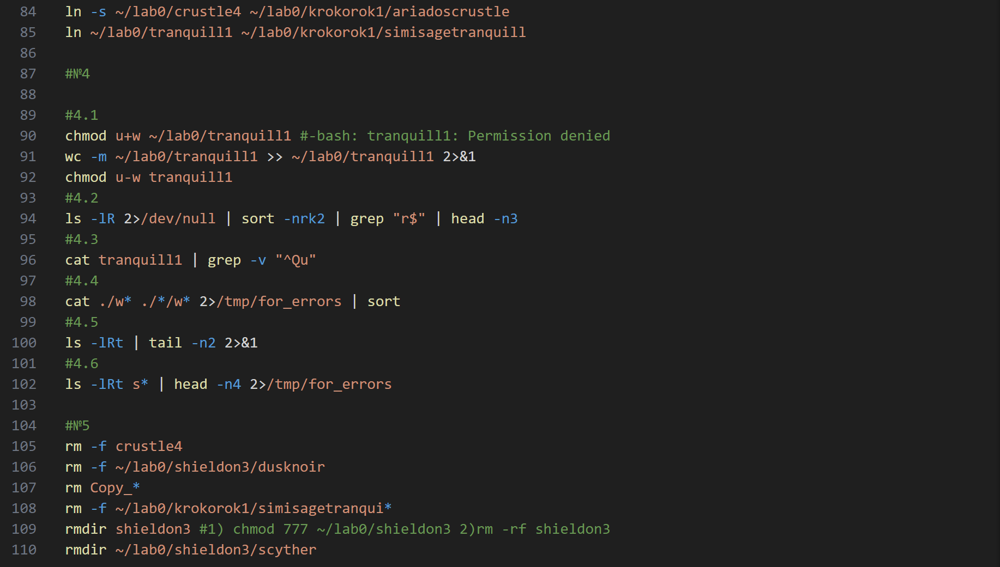 84 ln -s ~/lab0/crustle4 ~/lab0/krokorok1/ariadoscrustle
85 ln ~/lab0/tranquill1 ~/lab0/krokorok1/simisagetranquill
86
87 #№4
88
89 #4.1
90 chmod u+w ~/lab0/tranquill1 #-bash: tranquill1: Permission denied
91 wc -m ~/lab0/tranquill1 >> ~/lab0/tranquill1 2>&1
92 chmod u-w tranquill1
93 #4.2
94 ls -lR 2>/dev/null | sort -nrk2 | grep "r$" | head -n3
95 #4.3
96 cat tranquill1 | grep -v "^Qu"
97 #4.4
98 cat ./w* ./*/w* 2>/tmp/for_errors | sort
99 #4.5
100 ls -lRt | tail -n2 2>&1
101 #4.6
102 ls -lRt s* | head -n4 2>/tmp/for_errors
103
104 #№5
105 rm -f crustle4
106 rm -f ~/lab0/shieldon3/dusknoir
107 rm Copy_*
108 rm -f ~/lab0/krokorok1/simisagetranqui*
109 rmdir shieldon3 #1) chmod 777 ~/lab0/shieldon3 2)rm -rf shieldon3
110 rmdir ~/lab0/shieldon3/scyther